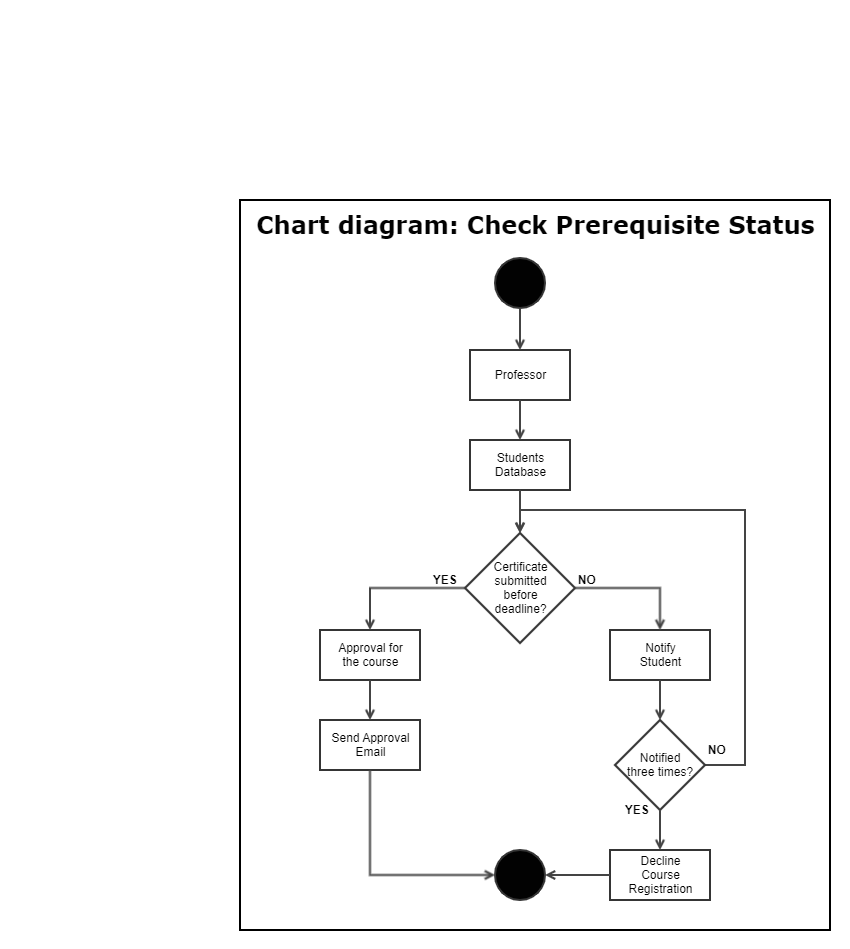 Chart diagram: Check Prerequisite Status
Professor
Students
Database
Certificate
submitted
before
deadline?
YES
NO
Approval for
the course
Notify
Student
Send Approval
Email
Notified
three times?
NO
YES
Decline
Course
Registration